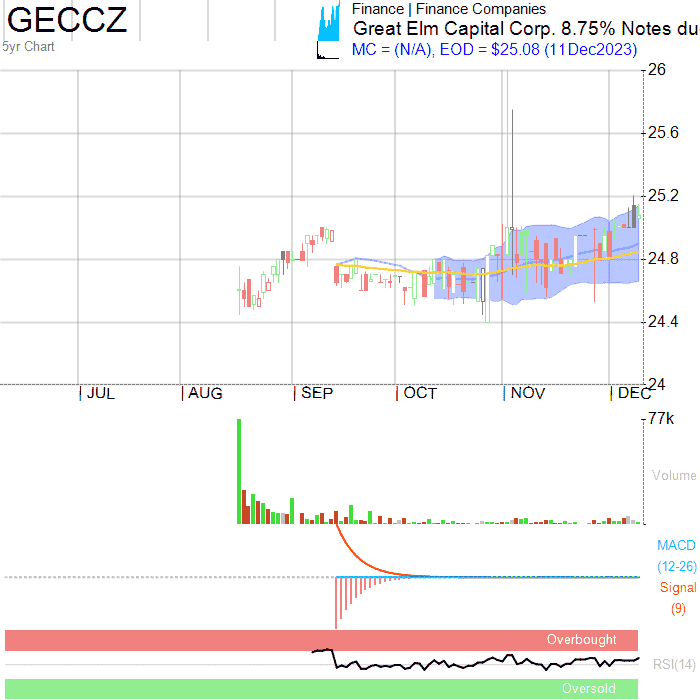 GECCZ
5yr Chart
Finance | Finance Companies
Great Elm Capital Corp. 8.75% Notes du
MC = (N/A), EOD = $25.08 (11Dec2023)
26
25.6
25.2
24.8
24.4
24
| JUL | AUG | SEP | OCT | NOV | DEC
77k
Volume
MACD
(12-26)
Signal
(9)
Overbought
RSI(14)
Oversold